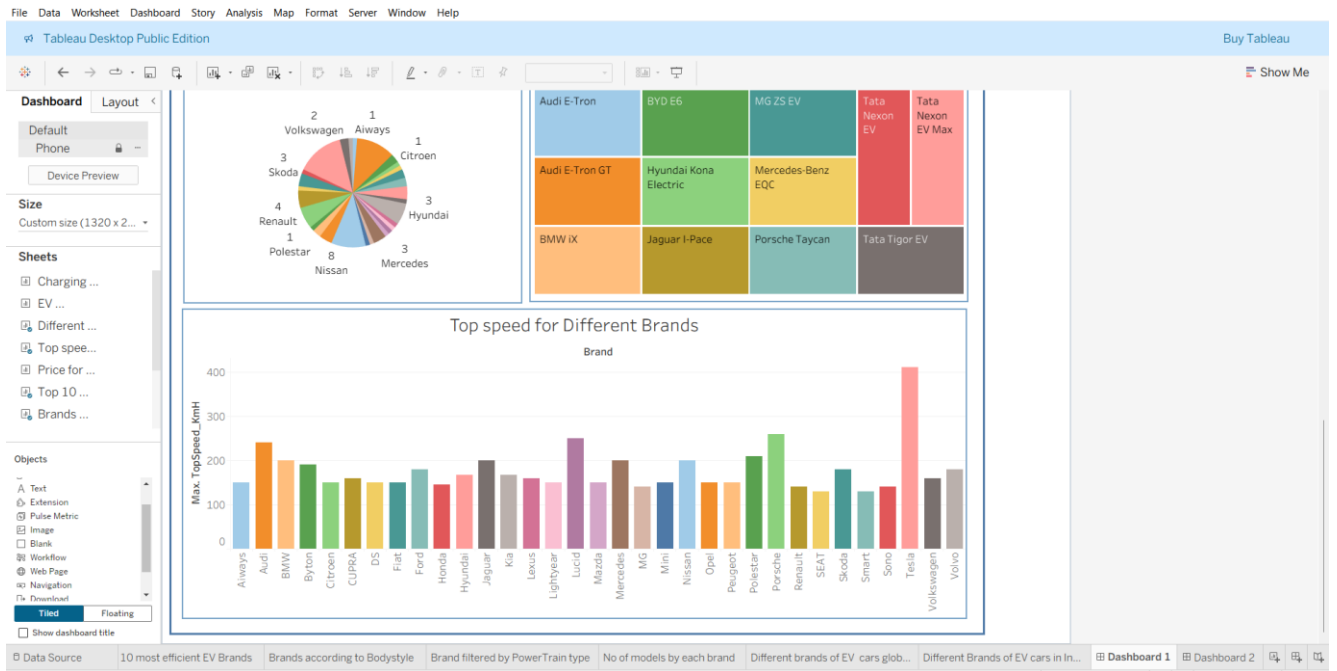 File Data Worksheet Dashboard Story Analysis Map Format Server Window Help
Tableau Desktop Public Edition
Buy Tableau
Show Me
Dashboard Layout
Default
Phone
Device Preview
Size
Custom size (1320 x 2...
Sheets
Charging ...
EV ...
Different ...
Top spee...
Price for ...
Top 10 ...
Brands ...
Objects
Text
Extension
Pulse Metric
Image
Blank
Workflow
Web Page
Navigation
Download
Tiled Floating
Show dashboard title
2
Volkswagen
1
Aiways
1
Citroen
3
Hyundai
3
Mercedes
8
Nissan
1
Polestar
4
Renault
3
Skoda
Audi E-Tron
BYD E6
MG ZS EV
Tata
Nexon
EV
Tata
Nexon
EV Max
Audi E-Tron GT
Hyundai Kona
Electric
Mercedes-Benz
EQC
BMW iX
Jaguar I-Pace
Porsche Taycan
Tata Tigor EV
Top speed for Different Brands
Brand
Max. TopSpeed_KmH
400
300
200
100
0
Aiways
Audi
BMW
Byton
Citroen
CUPRA
DS
Fiat
Ford
Honda
Hyundai
Jaguar
Kia
Lexus
Lightyear
Lucid
Mazda
Mercedes
MG
Mini
Nissan
Opel
Peugeot
Polestar
Porsche
Renault
SEAT
Skoda
Smart
Sono
Tesla
Volkswagen
Volvo
Data Source 10 most efficient EV Brands Brands according to Bodystyle Brand filtered by PowerTrain type No of models by each brand Different brands of EV cars glob... Different Brands of EV cars in In... Dashboard 1 Dashboard 2